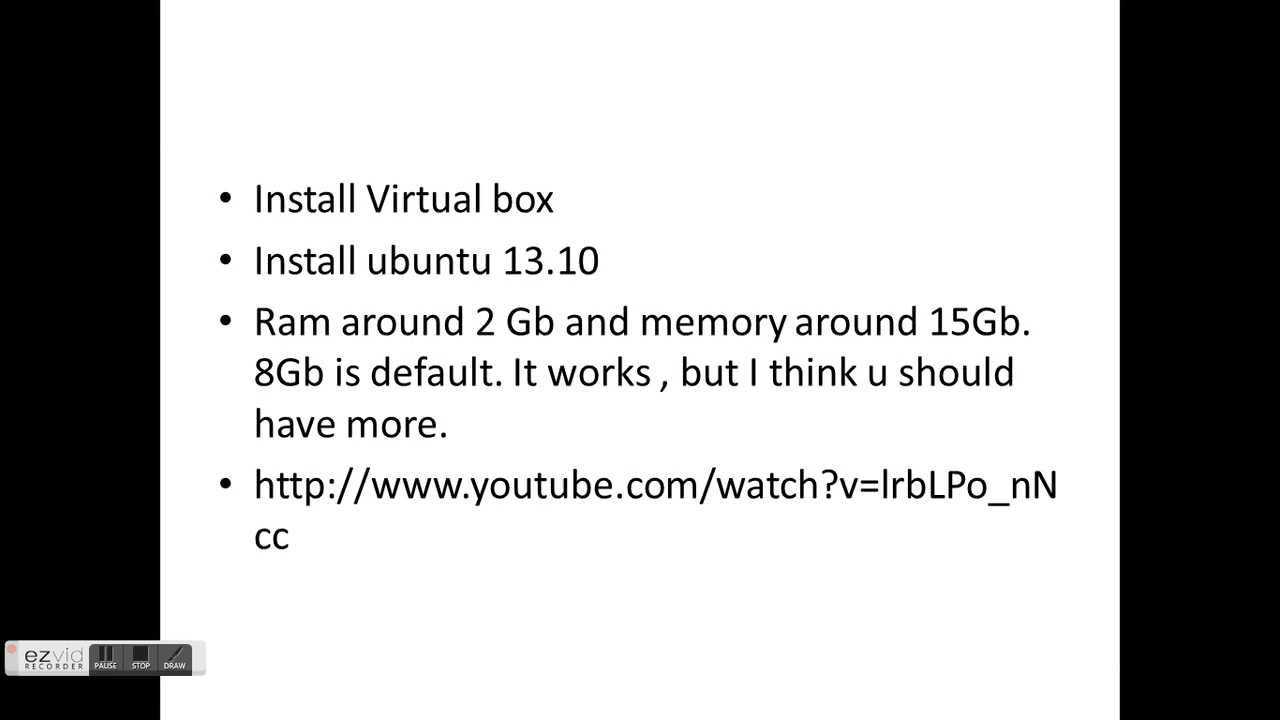 • Install Virtual box
• Install ubuntu 13.10
• Ram around 2 Gb and memory around 15Gb.
8Gb is default. It works , but I think u should
have more.
• http://www.youtube.com/watch?v=lrbLPo_nN
cc
ezvid
RECORDER
PAUSE STOP DRAW